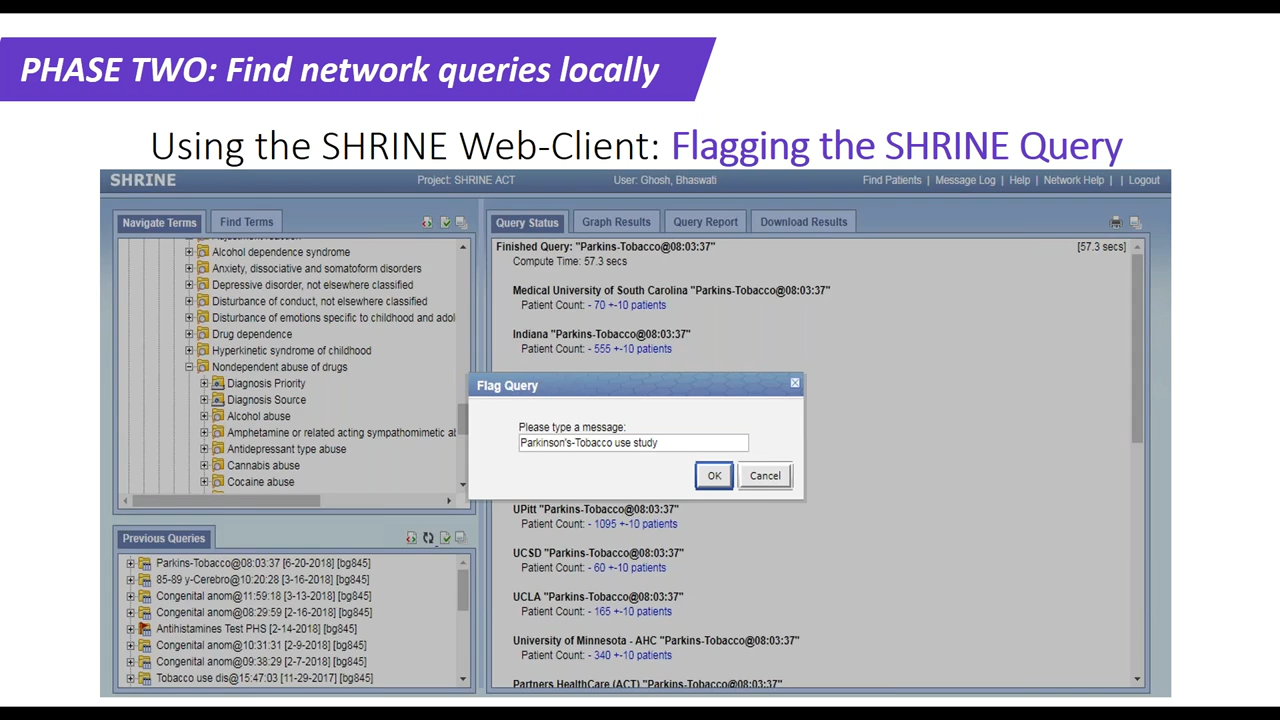 PHASE TWO: Find network queries locally
Using the SHRINE Web-Client: Flagging the SHRINE Query
SHRINE
Project: SHRINE ACT
User: Ghosh, Bhaswati
Find Patients | Message Log | Help | Network Help | | Logout
Navigate Terms
Find Terms
Alcohol dependence syndrome
Anxiety, dissociative and somatoform disorders
Depressive disorder, not elsewhere classified
Disturbance of conduct, not elsewhere classified
Disturbance of emotions specific to childhood and adol
Drug dependence
Hyperkinetic syndrome of childhood
Nondependent abuse of drugs
Diagnosis Priority
Diagnosis Source
Alcohol abuse
Amphetamine or related acting sympathomimetic ab
Antidepressant type abuse
Cannabis abuse
Cocaine abuse
Previous Queries
Parkins-Tobacco@08:03:37 [6-20-2018] [bg845]
85-89 y-Cerebro@10:20:28 [3-16-2018] [bg845]
Congenital anom@11:59:18 [3-13-2018] [bg845]
Congenital anom@08:29:59 [2-16-2018] [bg845]
Antihistamines Test PHS [2-14-2018] [bg845]
Congenital anom@10:31:31 [2-9-2018] [bg845]
Congenital anom@09:38:29 [2-7-2018] [bg845]
Tobacco use dis@15:47:03 [11-29-2017] [bg845]
Query Status
Graph Results
Query Report
Download Results
Finished Query: "Parkins-Tobacco@08:03:37"
[57.3 secs]
Compute Time: 57.3 secs
Medical University of South Carolina "Parkins-Tobacco@08:03:37"
Patient Count: - 70 +-10 patients
Indiana "Parkins-Tobacco@08:03:37"
Patient Count: - 555 +-10 patients
Flag Query
Please type a message:
Parkinson's-Tobacco use study
OK
Cancel
UPitt "Parkins-Tobacco@08:03:37"
Patient Count: - 1095 +-10 patients
UCSD "Parkins-Tobacco@08:03:37"
Patient Count: - 60 +-10 patients
UCLA "Parkins-Tobacco@08:03:37"
Patient Count: - 165 +-10 patients
University of Minnesota - AHC "Parkins-Tobacco@08:03:37"
Patient Count: - 340 +-10 patients
Partners HealthCare (ACT) "Parkins-Tobacco@08:03:37"